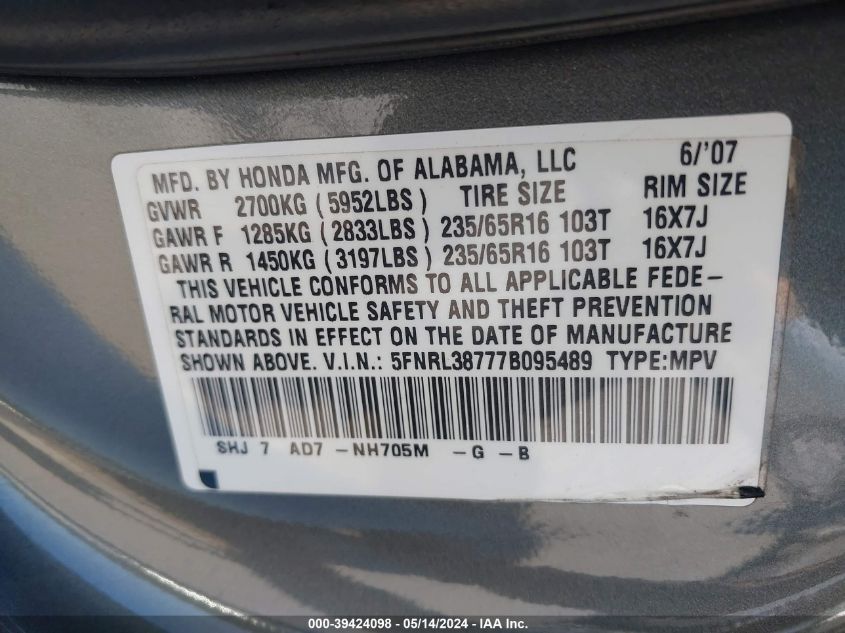 MFD. BY HONDA MFG. OF ALABAMA, LLC 6/'07
GVWR 2700KG (5952LBS) TIRE SIZE RIM SIZE
GAWR F 1285KG (2833LBS) 235/65R16 103T 16X7J
GAWR R 1450KG (3197LBS) 235/65R16 103T 16X7J
THIS VEHICLE CONFORMS TO ALL APPLICABLE FEDE-
RAL MOTOR VEHICLE SAFETY AND THEFT PREVENTION
STANDARDS IN EFFECT ON THE DATE OF MANUFACTURE
SHOWN ABOVE. V.I.N.: 5FNRL38777B095489 TYPE:MPV
SHJ 7 AD7 -NH705M -G -B
000-39424098 - 05/14/2024 - IAA Inc.